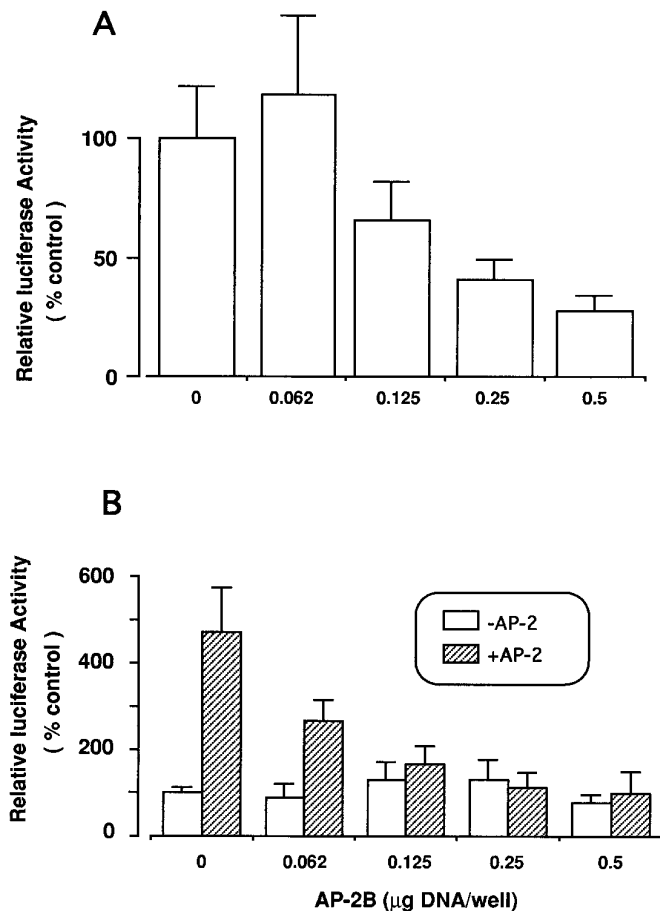 A
Relative luciferase Activity
( % control )
100
50
0
0 0.062 0.125 0.25 0.5
B
Relative luciferase Activity
( % control )
600
400
200
0
-AP-2
+AP-2
0 0.062 0.125 0.25 0.5
AP-2B (μg DNA/well)